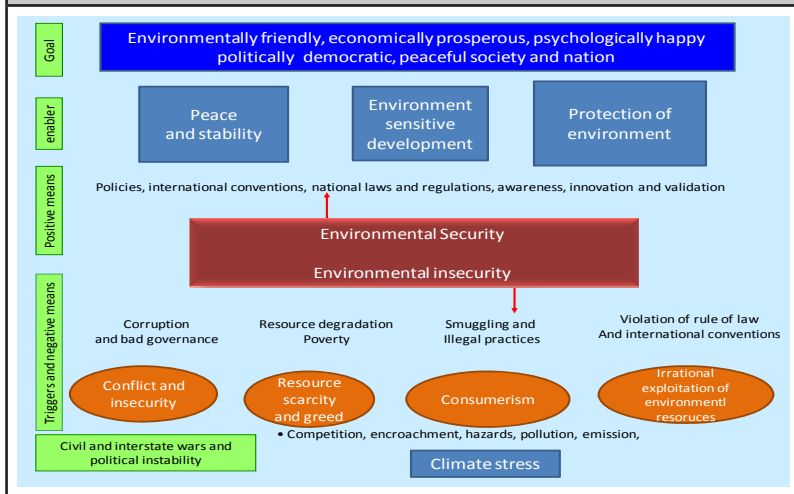 Goal
Environmentally friendly, economically prosperous, psychologically happy
politically democratic, peaceful society and nation
enabler
Peace
and stability
Environment
sensitive
development
Protection of
environment
Positive means
Policies, international conventions, national laws and regulations, awareness, innovation and validation
Environmental Security
Environmental insecurity
Triggers and negative means
Corruption
and bad governance
Resource degradation
Poverty
Smuggling and
Illegal practices
Violation of rule of law
And international conventions
Conflict and
insecurity
Resource
scarcity
and greed
Consumerism
Irrational
exploitation of
environmentl
resoruces
• Competition, encroachment, hazards, pollution, emission,
Civil and interstate wars and
political instability
Climate stress